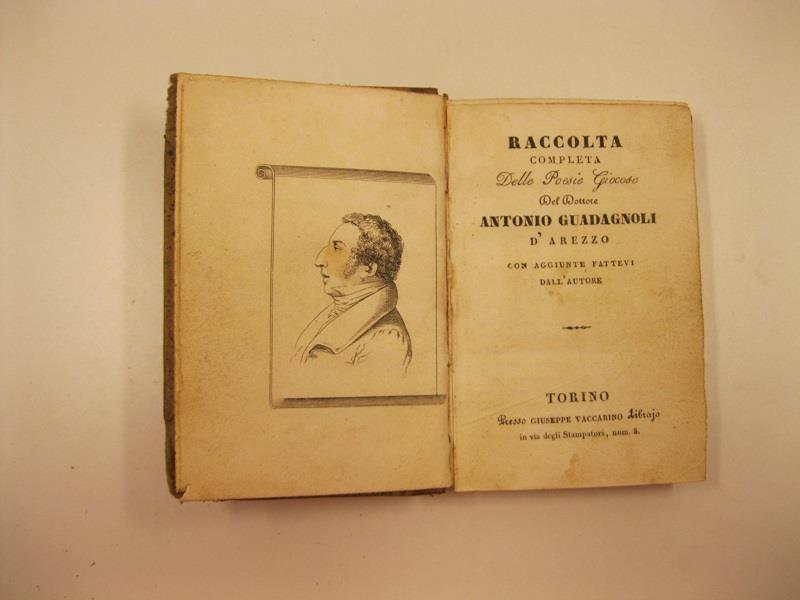 RACCOLTA
COMPLETA
Delle Poesie Giocose
Del Dottore
ANTONIO GUADAGNOLI
D'AREZZO
CON AGGIUNTE FATTEVI
DALL'AUTORE
TORINO
Presso GIUSEPPE VACCARINO Librajo
in via degli Stampatori, num. 4.